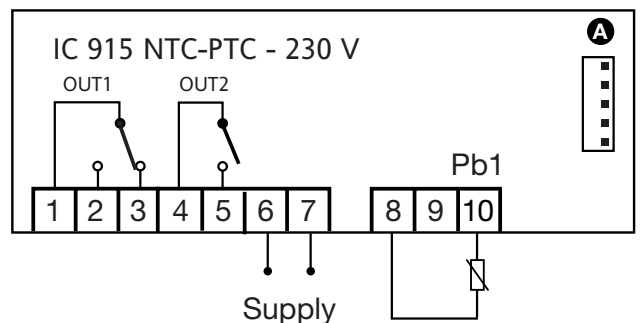 A
IC 915 NTC-PTC - 230 V
OUT1 OUT2
Pb1
1 2 3 4 5 6 7 8 9 10
Supply